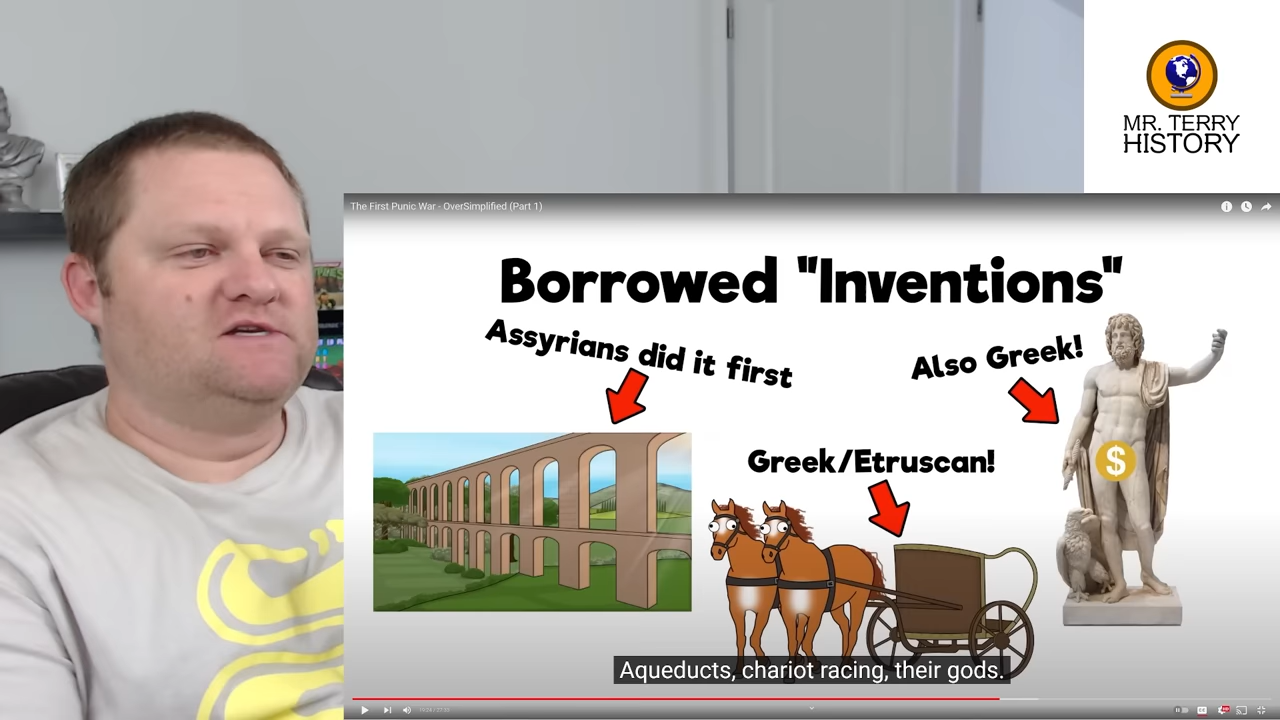 MR. TERRY
HISTORY
The First Punic War - OverSimplified (Part 1)
Borrowed "Inventions"
Assyrians did it first
Also Greek!
Greek/Etruscan!
$
Aqueducts, chariot racing, their gods.